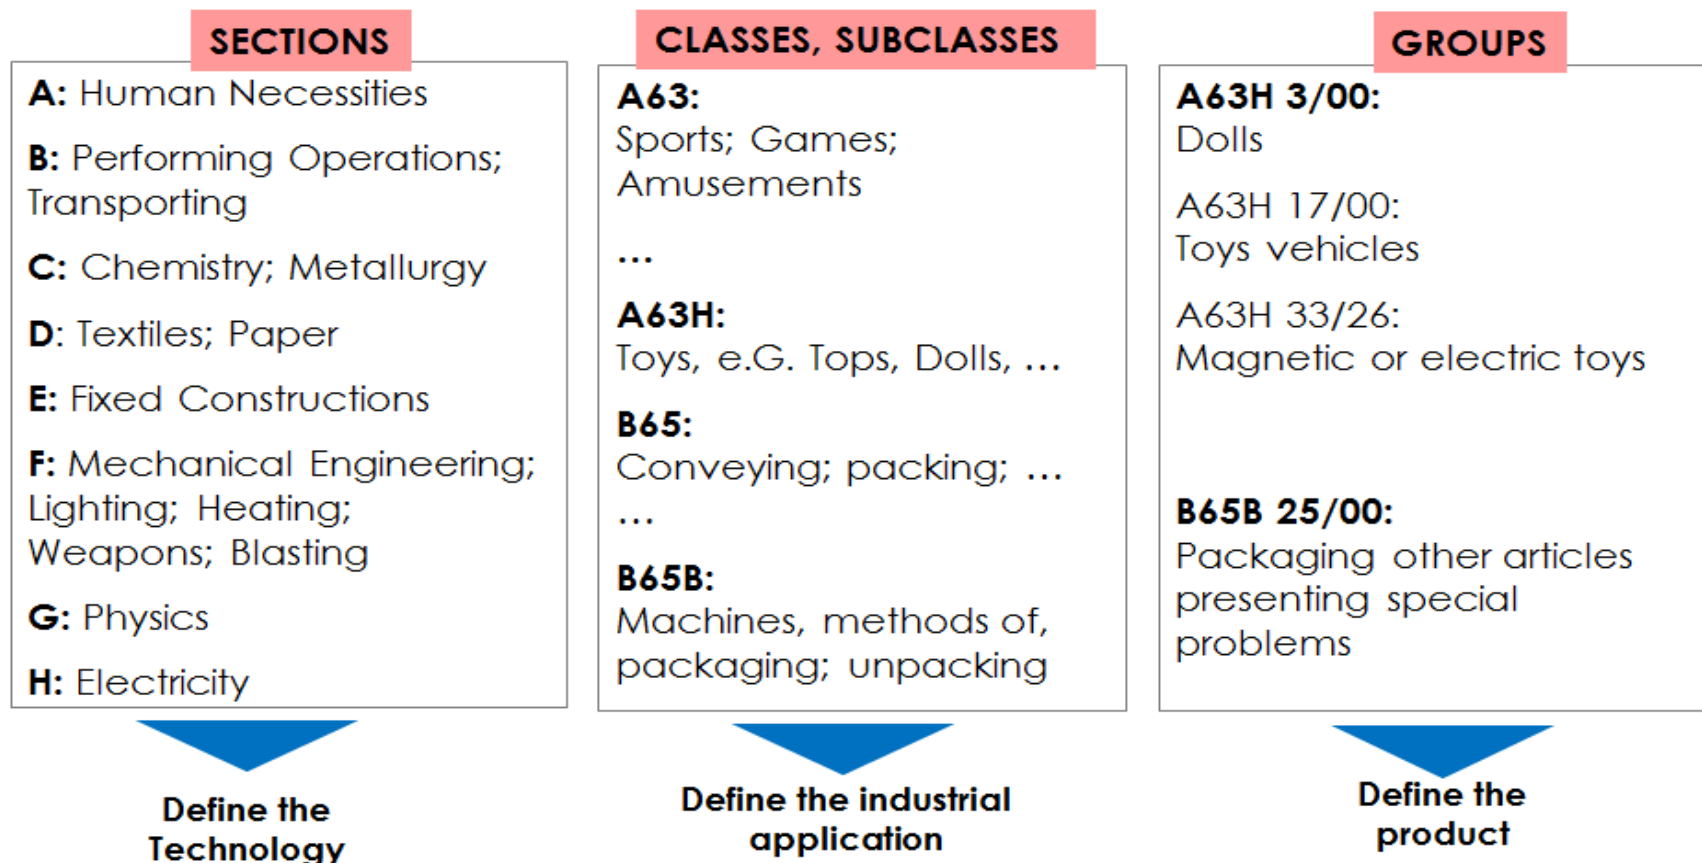 SECTIONS
A: Human Necessities
B: Performing Operations;
Transporting
C: Chemistry; Metallurgy
D: Textiles; Paper
E: Fixed Constructions
F: Mechanical Engineering;
Lighting; Heating;
Weapons; Blasting
G: Physics
H: Electricity
Define the
Technology
CLASSES, SUBCLASSES
A63:
Sports; Games;
Amusements
...
A63H:
Toys, e.G. Tops, Dolls, ...
B65:
Conveying; packing; ...
...
B65B:
Machines, methods of,
packaging; unpacking
Define the industrial
application
GROUPS
A63H 3/00:
Dolls
A63H 17/00:
Toys vehicles
A63H 33/26:
Magnetic or electric toys
B65B 25/00:
Packaging other articles
presenting special
problems
Define the
product